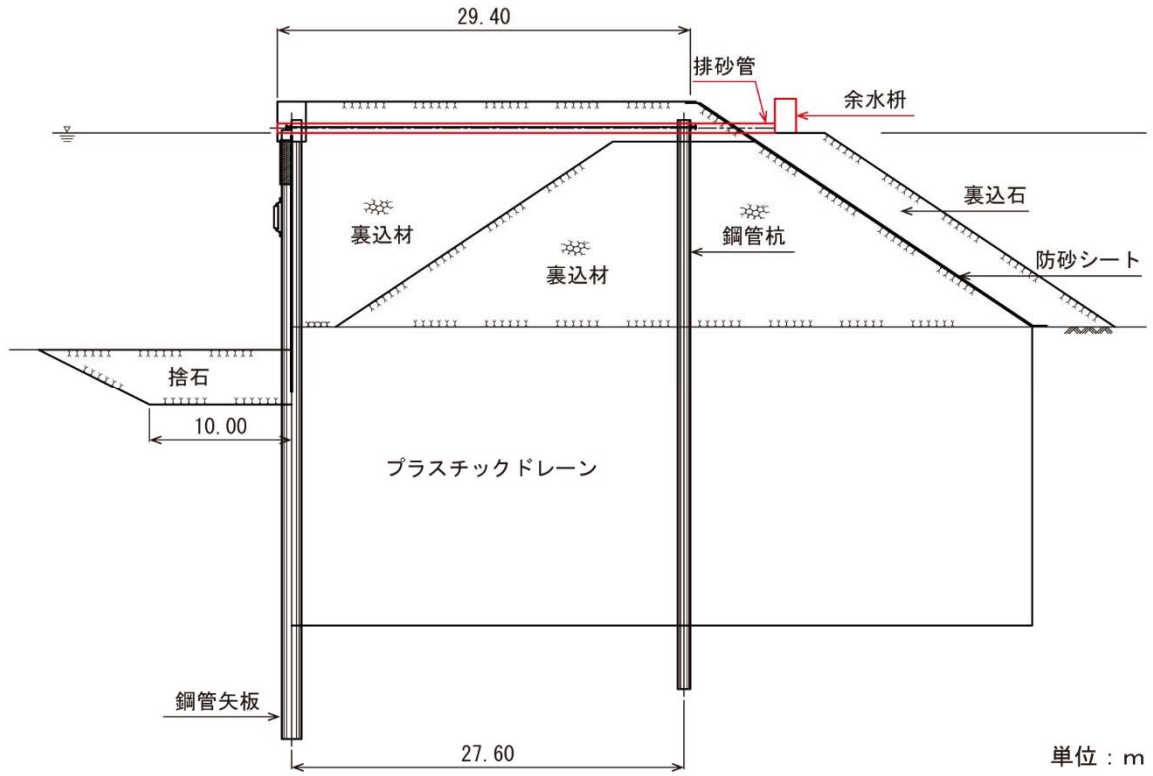 29.40
排砂管
余水枡
裏込石
裏込材
鋼管杭
裏込材
防砂シート
捨石
10.00
プラスチックドレーン
鋼管矢板
27.60
単位：m